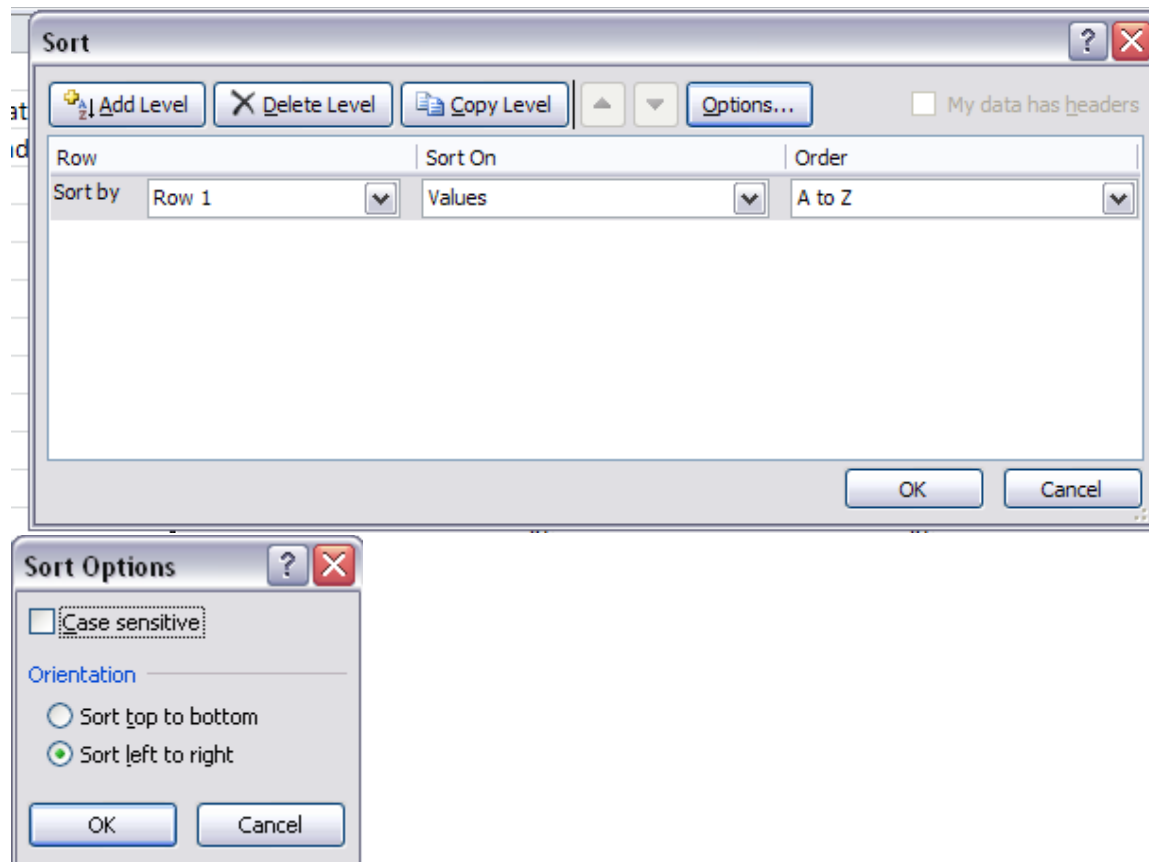 Sort
Add Level Delete Level Copy Level Options... My data has headers
Row Sort On Order
Sort by Row 1 Values A to Z
OK Cancel
Sort Options
Case sensitive
Orientation
Sort top to bottom
Sort left to right
OK Cancel